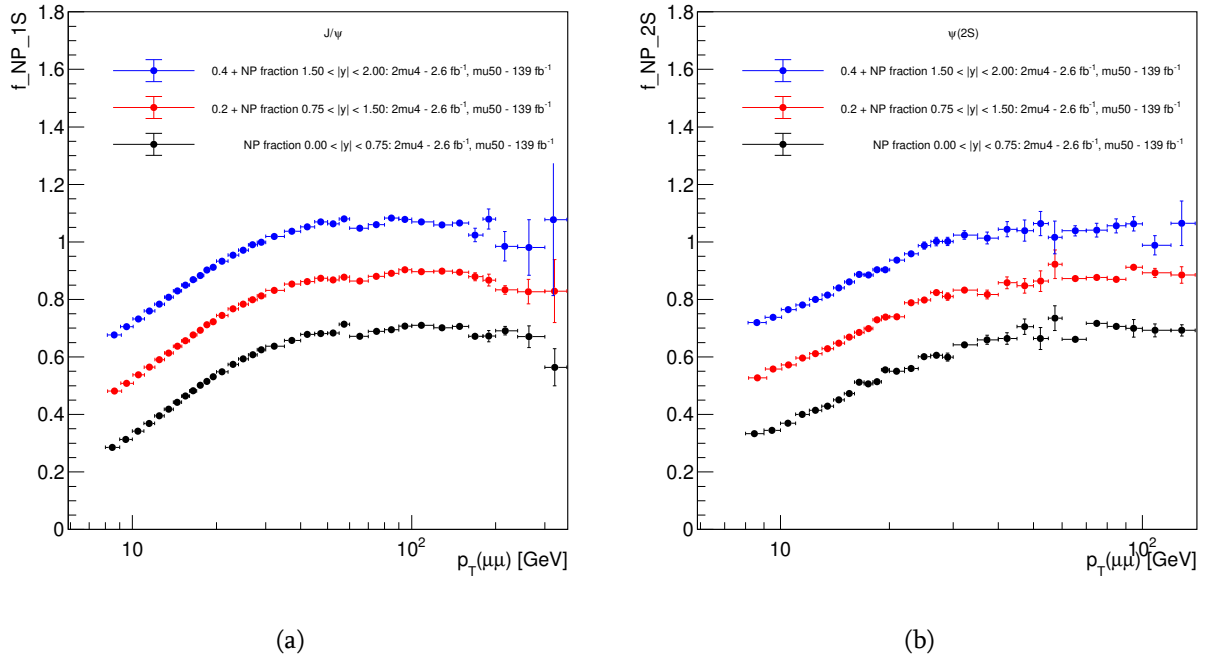 f_NP_1S
1.8
1.6
1.4
1.2
1
0.8
0.6
0.4
0.2
0
J/ψ
0.4 + NP fraction 1.50 < |y| < 2.00: 2mu4 - 2.6 fb⁻¹, mu50 - 139 fb⁻¹
0.2 + NP fraction 0.75 < |y| < 1.50: 2mu4 - 2.6 fb⁻¹, mu50 - 139 fb⁻¹
NP fraction 0.00 < |y| < 0.75: 2mu4 - 2.6 fb⁻¹, mu50 - 139 fb⁻¹
10
10²
p_T(μμ) [GeV]
(a)
f_NP_2S
1.8
1.6
1.4
1.2
1
0.8
0.6
0.4
0.2
0
ψ(2S)
0.4 + NP fraction 1.50 < |y| < 2.00: 2mu4 - 2.6 fb⁻¹, mu50 - 139 fb⁻¹
0.2 + NP fraction 0.75 < |y| < 1.50: 2mu4 - 2.6 fb⁻¹, mu50 - 139 fb⁻¹
NP fraction 0.00 < |y| < 0.75: 2mu4 - 2.6 fb⁻¹, mu50 - 139 fb⁻¹
10
10²
p_T(μμ) [GeV]
(b)